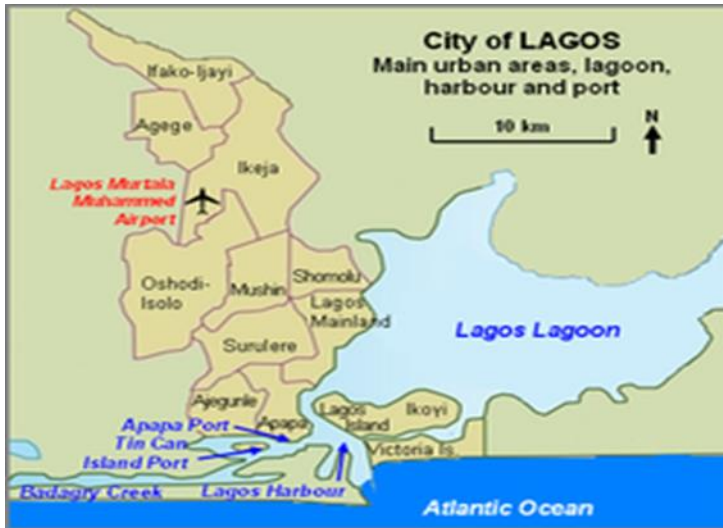 City of LAGOS
Main urban areas, lagoon,
harbour and port
10 km
N
Ifako-Ijayi
Agege
Ikeja
Lagos Murtala
Muhammed
Airport
Oshodi-
Isolo
Mushin
Shomolu
Lagos
Mainland
Lagos Lagoon
Surulere
Ajegunle
Apapa
Lagos
Island
Ikoyi
Victoria Is.
Apapa Port
Tin Can
Island Port
Badagry Creek
Lagos Harbour
Atlantic Ocean